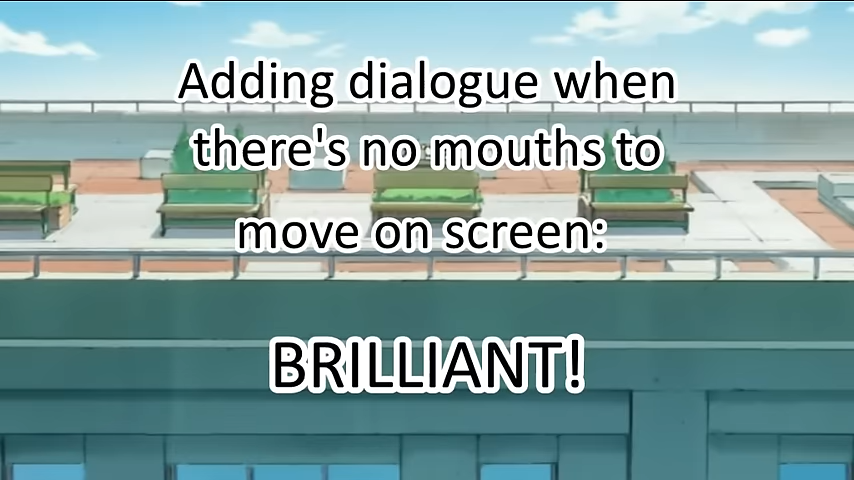 Adding dialogue when
there's no mouths to
move on screen:
BRILLIANT!